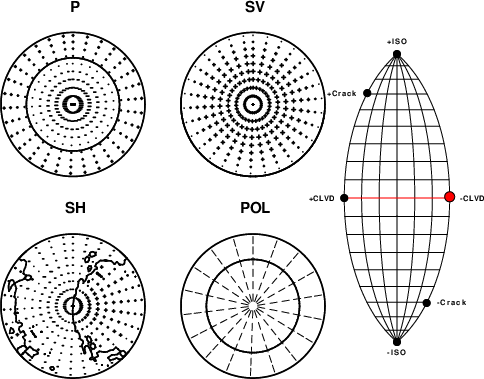 P
SV
SH
POL
+ISO
+Crack
+CLVD
-CLVD
-Crack
-ISO